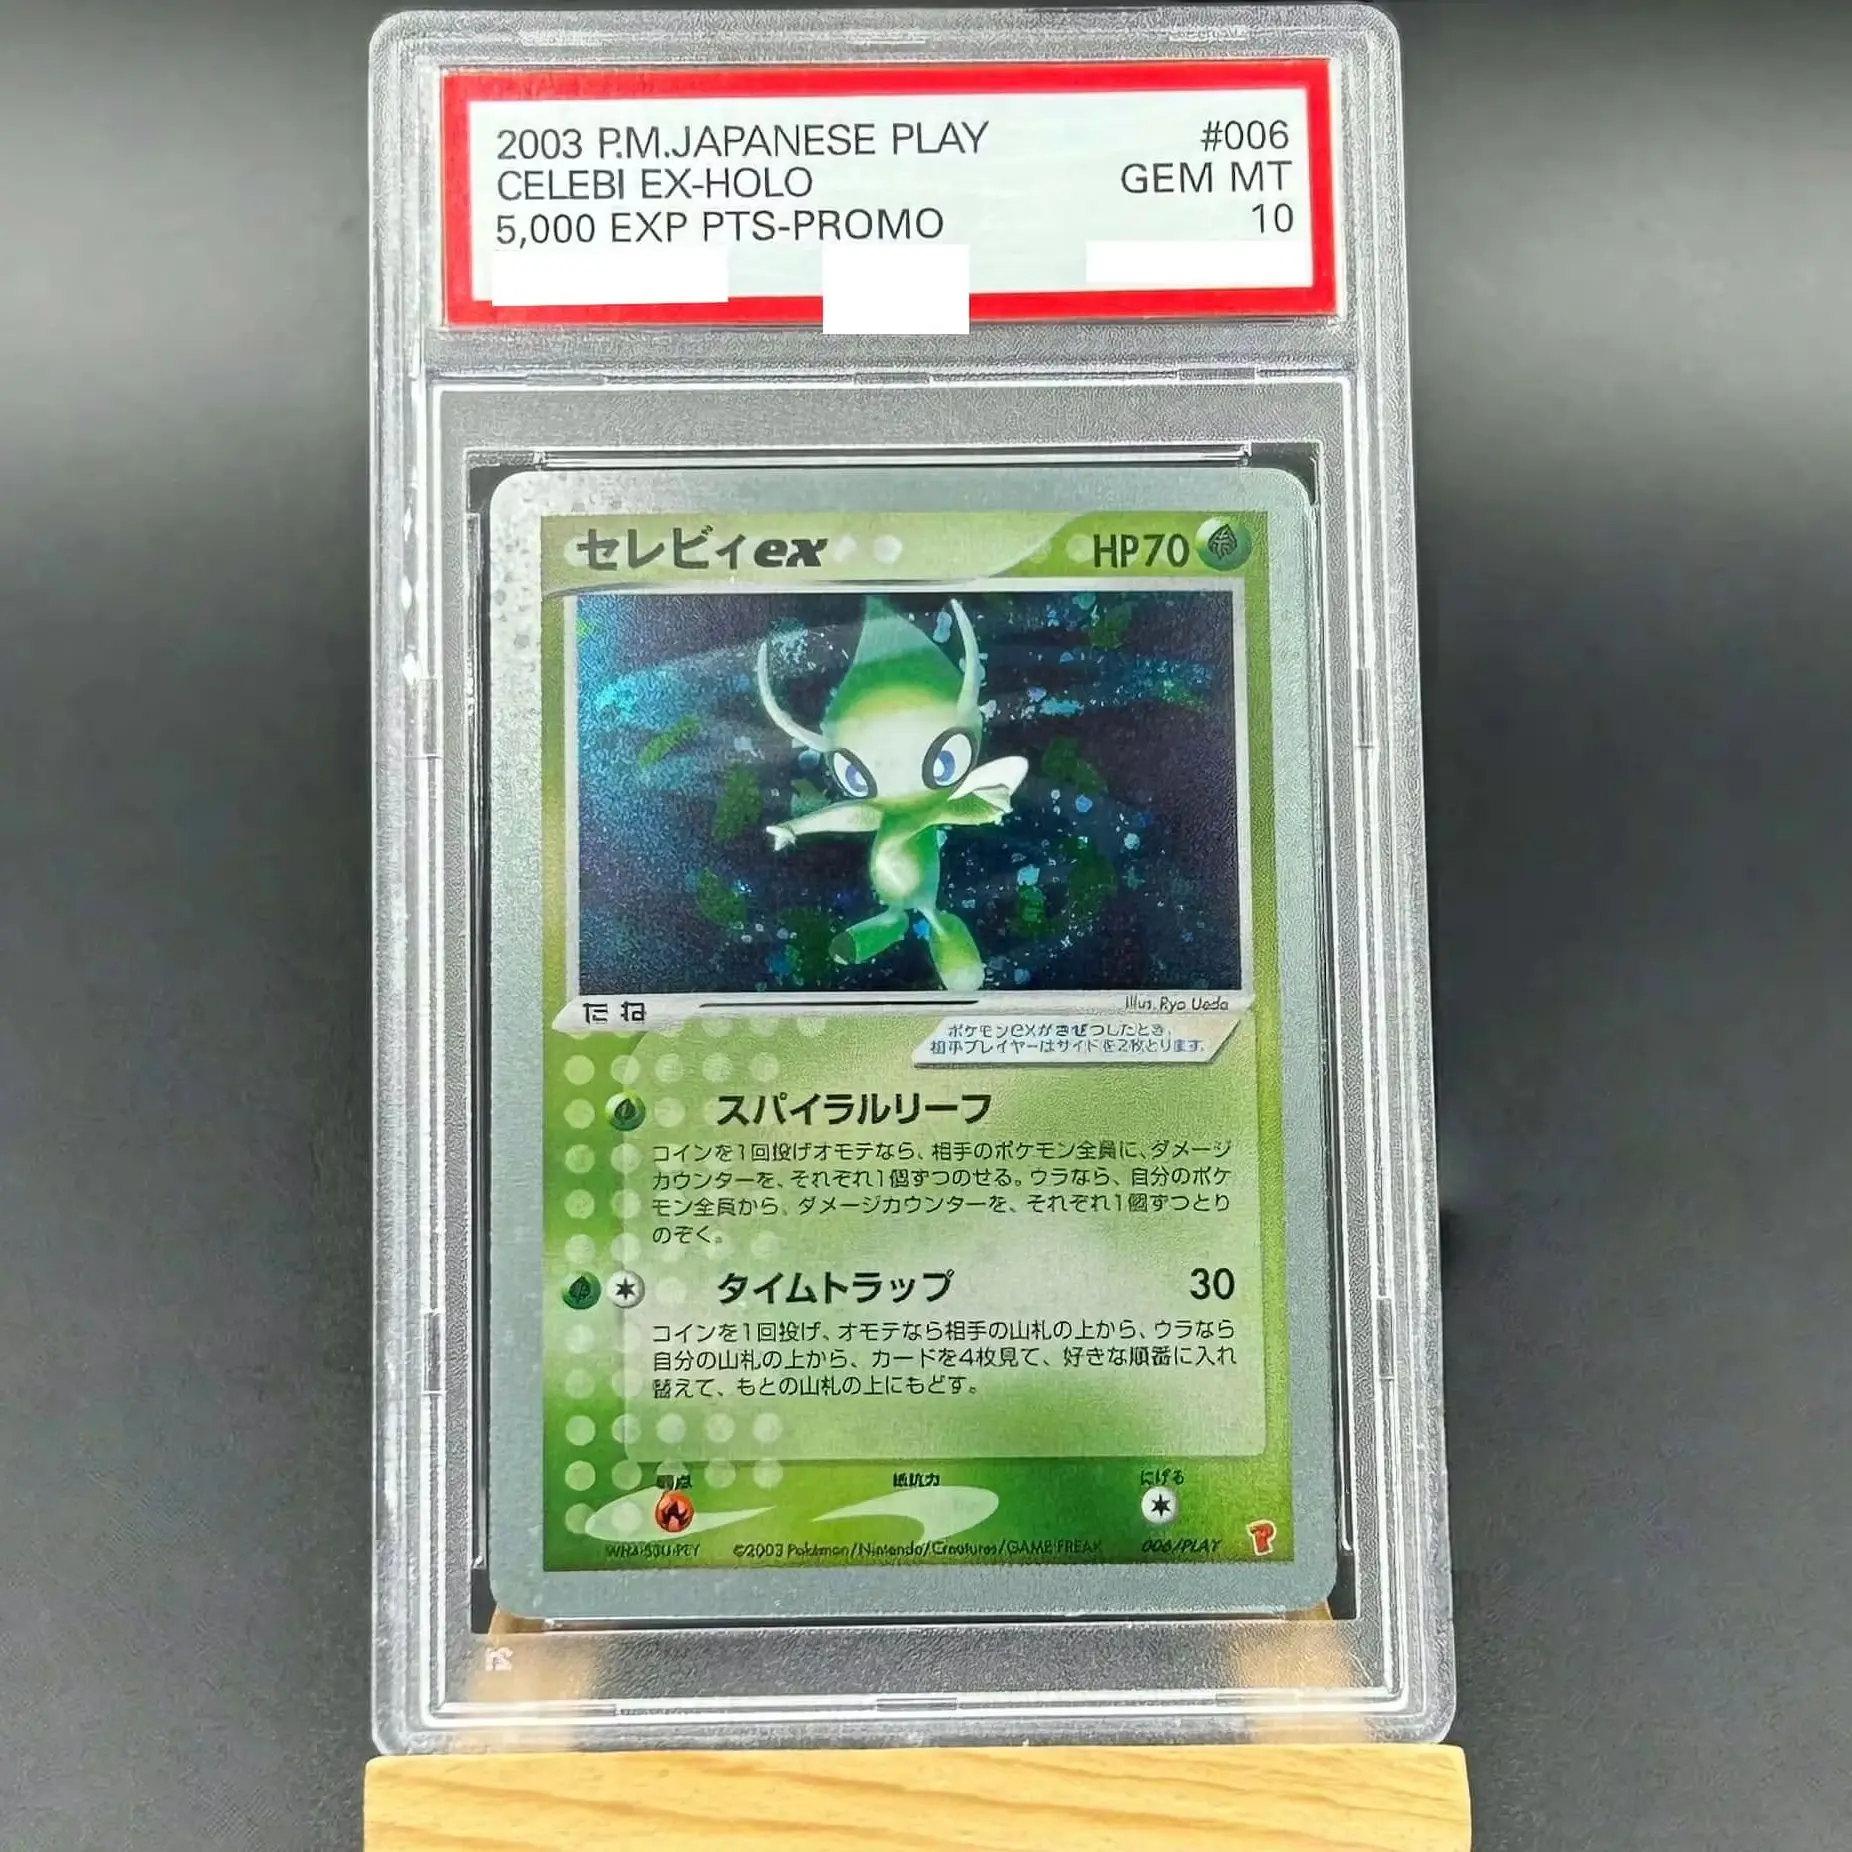 2003 P.M.JAPANESE PLAY #006
CELEBI EX-HOLO GEM MT
5,000 EXP PTS-PROMO 10
セレビィex HP70
たね
Illus. Ryo Ueda
ポケモンexがきぜつしたとき、
相手プレイヤーはサイドを2枚とります。
スパイラルリーフ
コインを1回投げオモテなら、相手のポケモン全員に、ダメージ
カウンターを、それぞれ1個ずつのせる。ウラなら、自分のポケ
モン全員から、ダメージカウンターを、それぞれ1個ずつとり
のぞく。
タイムトラップ 30
コインを1回投げ、オモテなら相手の山札の上から、ウラなら
自分の山札の上から、カードを4枚見て、好きな順番に入れ
替えて、もとの山札の上にもどす。
弱点 抵抗力 にげる
©2003 Pokémon/Nintendo/Creatures/GAME FREAK 006/PLAY P